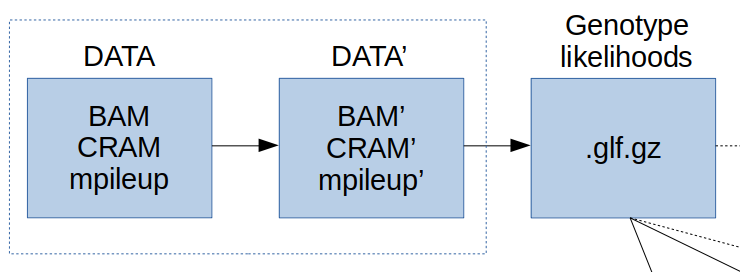 DATA
BAM
CRAM
mpileup
DATA’
BAM’
CRAM’
mpileup’
Genotype
likelihoods
.glf.gz